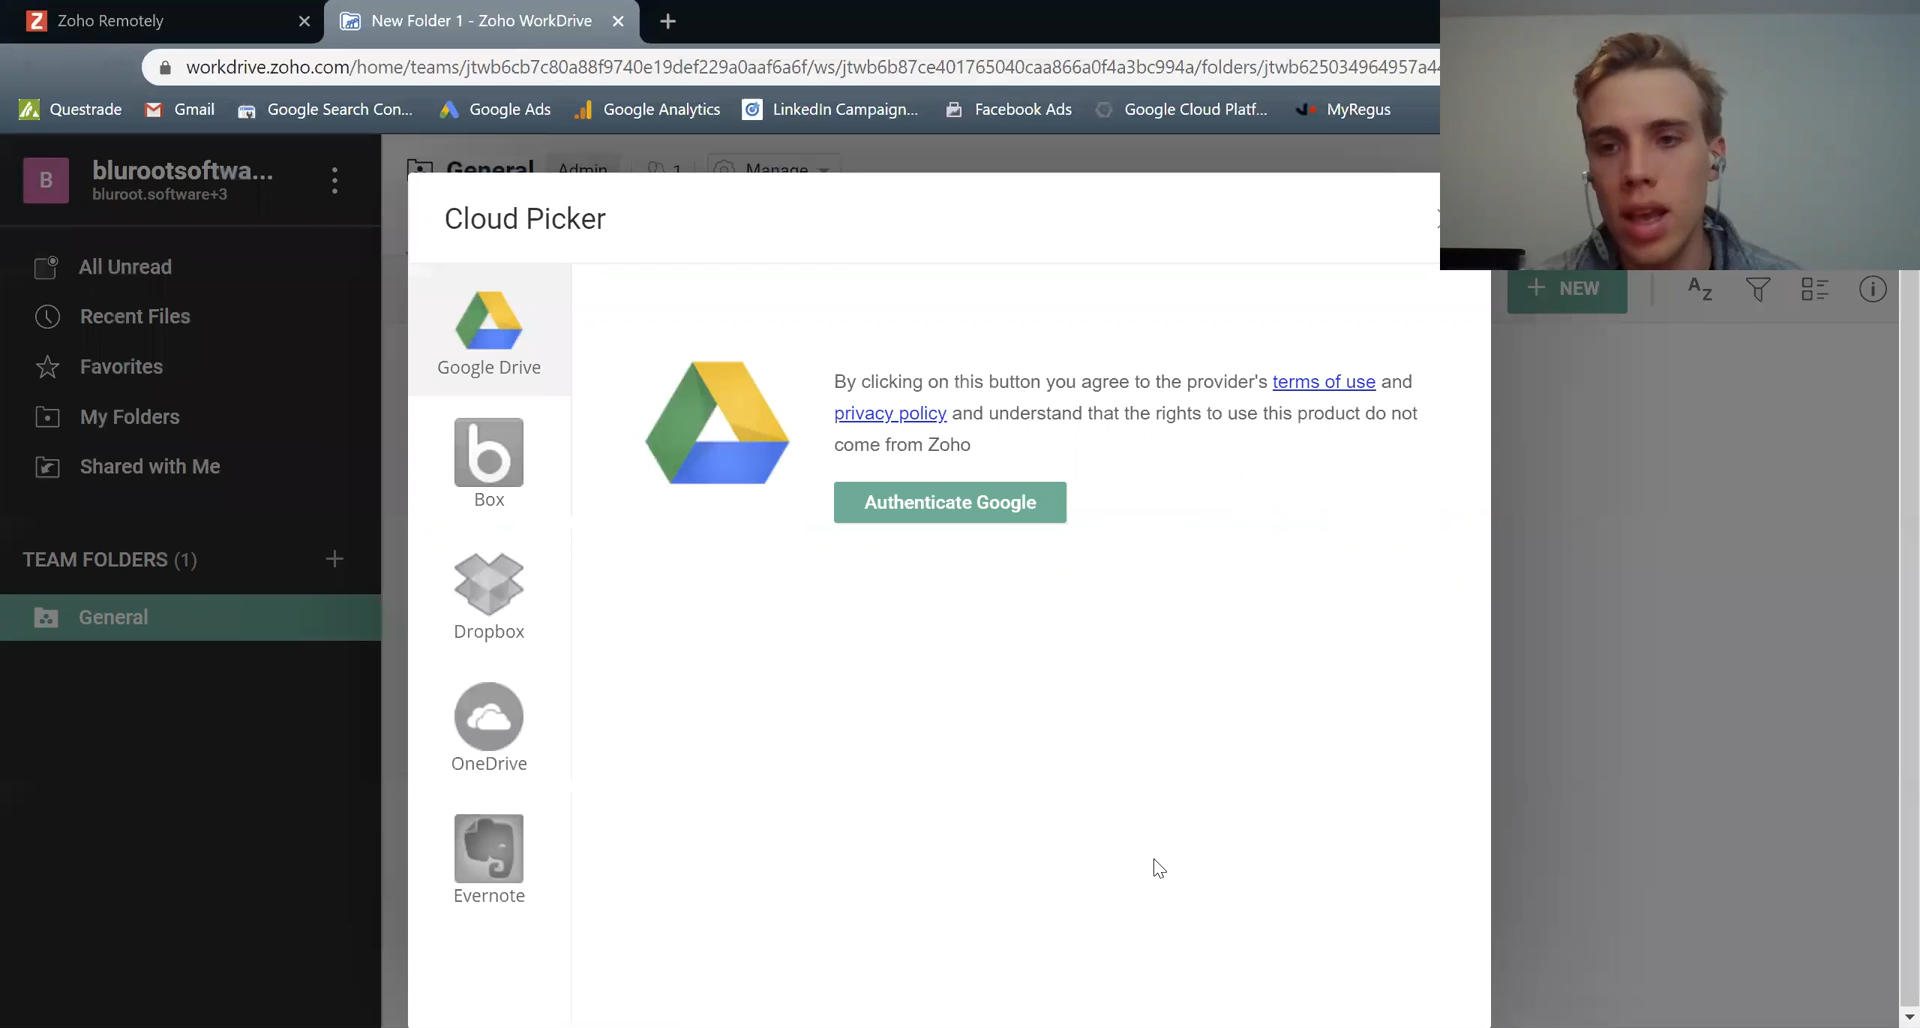 Zoho Remotely
New Folder 1 - Zoho WorkDrive
workdrive.zoho.com/home/teams/jtwb6cb7c80a88f9740e19def229a0aaf6a6f/ws/jtwb6b87ce401765040caa866a0f4a3bc994a/folders/jtwb625034964957a4
Questrade
Gmail
Google Search Con...
Google Ads
Google Analytics
LinkedIn Campaign...
Facebook Ads
Google Cloud Platf...
MyRegus
B
blurootsoftwa...
bluroot.software+3
All Unread
Recent Files
Favorites
My Folders
Shared with Me
TEAM FOLDERS (1)
General
General
Admin
1
Manage
Cloud Picker
NEW
Google Drive
Box
Dropbox
OneDrive
Evernote
By clicking on this button you agree to the provider's terms of use and
privacy policy and understand that the rights to use this product do not
come from Zoho
Authenticate Google